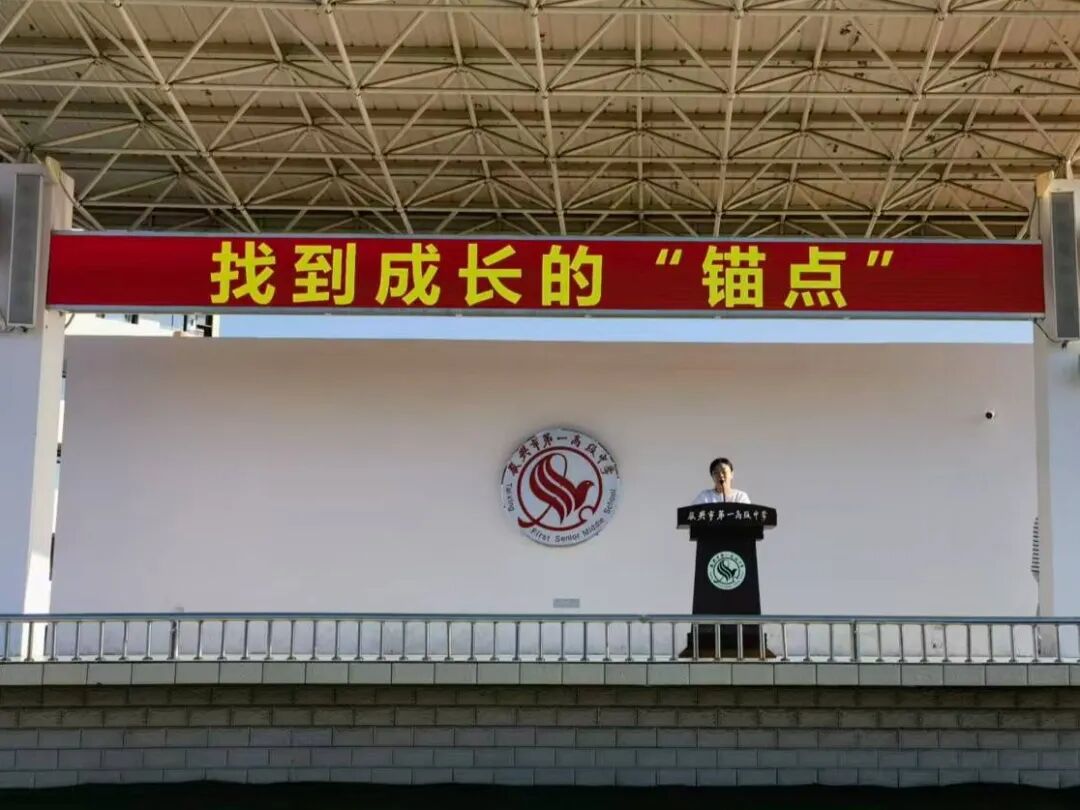 找到成长的“锚点”
泰兴市第一高级中学
Taixing First Senior Middle School
泰兴市第一高级中学